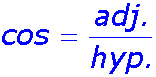 cos = adj. / hyp.